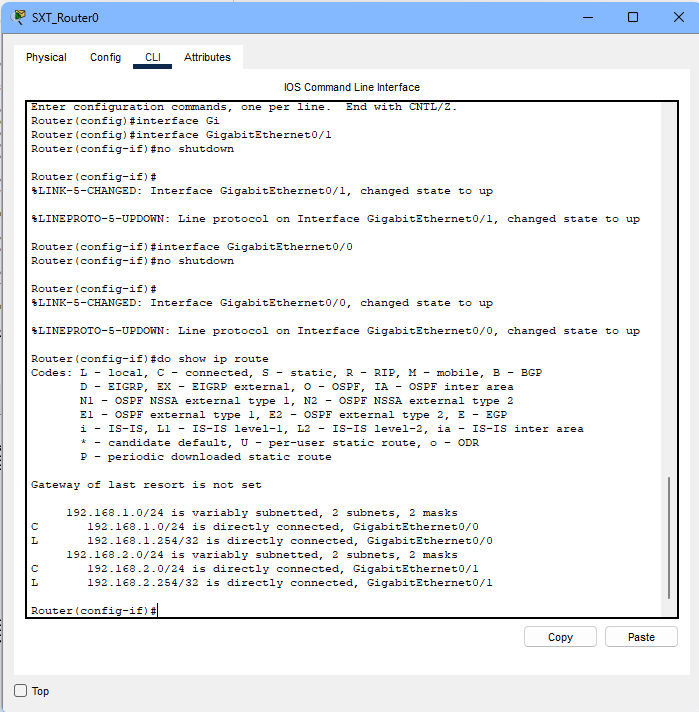 SXT_Router0
Physical Config CLI Attributes
IOS Command Line Interface
Enter configuration commands, one per line.  End with CNTL/Z.
Router(config)#interface Gi
Router(config)#interface GigabitEthernet0/1
Router(config-if)#no shutdown
Router(config-if)#
%LINK-5-CHANGED: Interface GigabitEthernet0/1, changed state to up
%LINEPROTO-5-UPDOWN: Line protocol on Interface GigabitEthernet0/1, changed state to up
Router(config-if)#interface GigabitEthernet0/0
Router(config-if)#no shutdown
Router(config-if)#
%LINK-5-CHANGED: Interface GigabitEthernet0/0, changed state to up
%LINEPROTO-5-UPDOWN: Line protocol on Interface GigabitEthernet0/0, changed state to up
Router(config-if)#do show ip route
Codes: L - local, C - connected, S - static, R - RIP, M - mobile, B - BGP
       D - EIGRP, EX - EIGRP external, O - OSPF, IA - OSPF inter area
       N1 - OSPF NSSA external type 1, N2 - OSPF NSSA external type 2
       E1 - OSPF external type 1, E2 - OSPF external type 2, E - EGP
       i - IS-IS, L1 - IS-IS level-1, L2 - IS-IS level-2, ia - IS-IS inter area
       * - candidate default, U - per-user static route, o - ODR
       P - periodic downloaded static route
Gateway of last resort is not set
     192.168.1.0/24 is variably subnetted, 2 subnets, 2 masks
C       192.168.1.0/24 is directly connected, GigabitEthernet0/0
L       192.168.1.254/32 is directly connected, GigabitEthernet0/0
     192.168.2.0/24 is variably subnetted, 2 subnets, 2 masks
C       192.168.2.0/24 is directly connected, GigabitEthernet0/1
L       192.168.2.254/32 is directly connected, GigabitEthernet0/1
Router(config-if)#
Copy Paste
Top